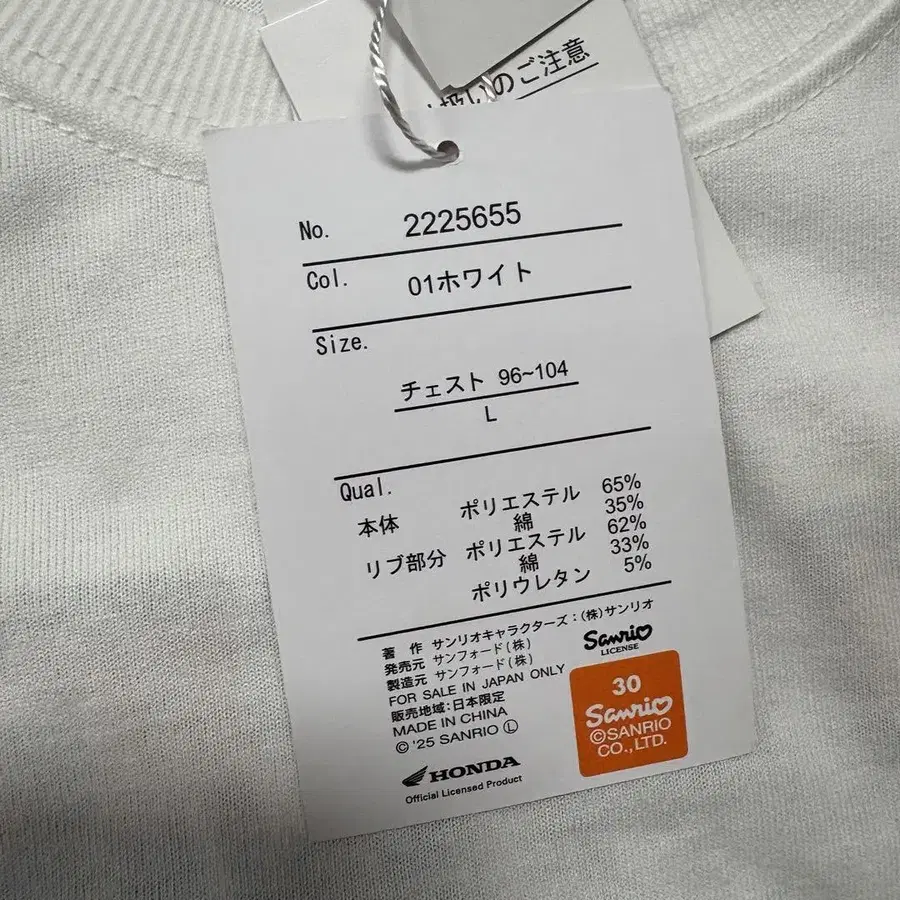 扱いのご注意
No. 2225655
Col. 01ホワイト
Size.
チェスト 96~104
L
Qual.
本体 ポリエステル 65%
綿 35%
リブ部分 ポリエステル 62%
綿 33%
ポリウレタン 5%
著 作 サンリオキャラクターズ:(株)サンリオ
発売元 サンフォード(株)
製造元 サンフォード(株)
FOR SALE IN JAPAN ONLY
販売地域:日本限定
MADE IN CHINA
© '25 SANRIO Ⓛ
HONDA
Official Licensed Product
Sanrio
LICENSE
30
Sanrio
©SANRIO
CO.,LTD.